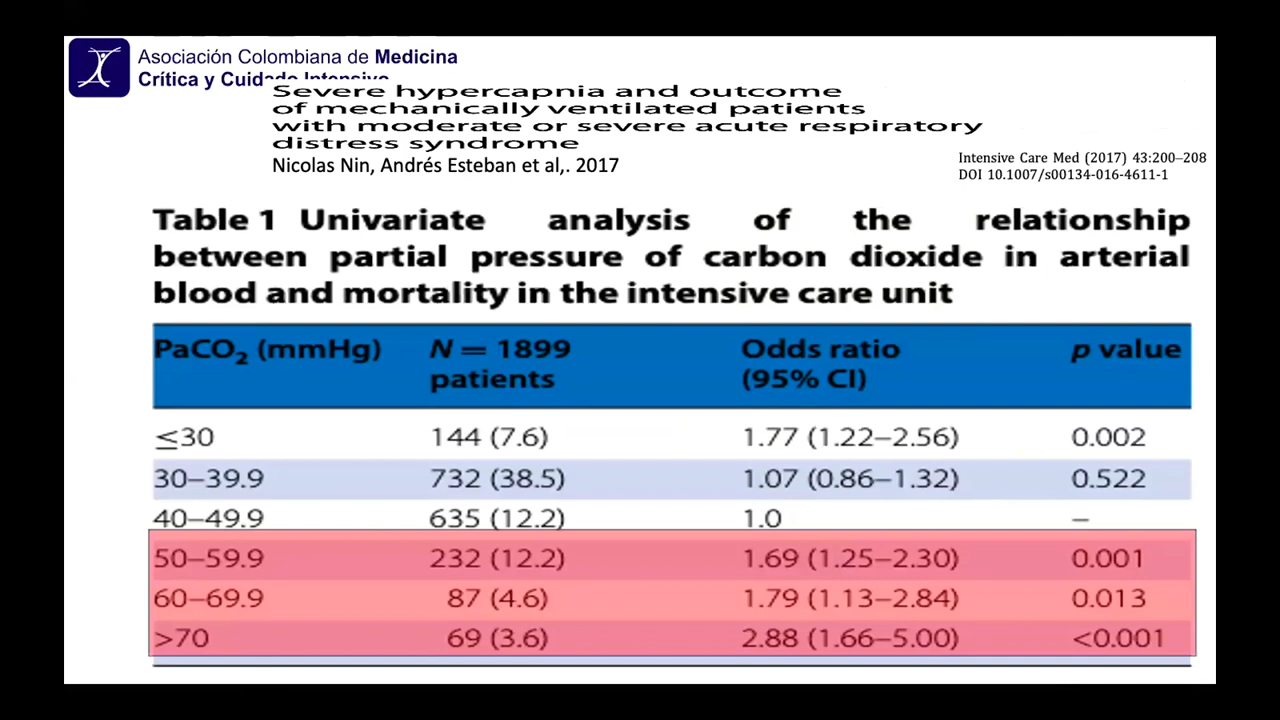 Asociación Colombiana de Medicina
Crítica y Cuidado Intensivo
Severe hypercapnia and outcome
of mechanically ventilated patients
with moderate or severe acute respiratory
distress syndrome
Nicolas Nin, Andrés Esteban et al,. 2017
Intensive Care Med (2017) 43:200–208
DOI 10.1007/s00134-016-4611-1
Table 1 Univariate analysis of the relationship
between partial pressure of carbon dioxide in arterial
blood and mortality in the intensive care unit
PaCO₂ (mmHg) N = 1899 patients Odds ratio (95% CI) p value
≤30 144 (7.6) 1.77 (1.22–2.56) 0.002
30–39.9 732 (38.5) 1.07 (0.86–1.32) 0.522
40–49.9 635 (12.2) 1.0 –
50–59.9 232 (12.2) 1.69 (1.25–2.30) 0.001
60–69.9 87 (4.6) 1.79 (1.13–2.84) 0.013
>70 69 (3.6) 2.88 (1.66–5.00) <0.001